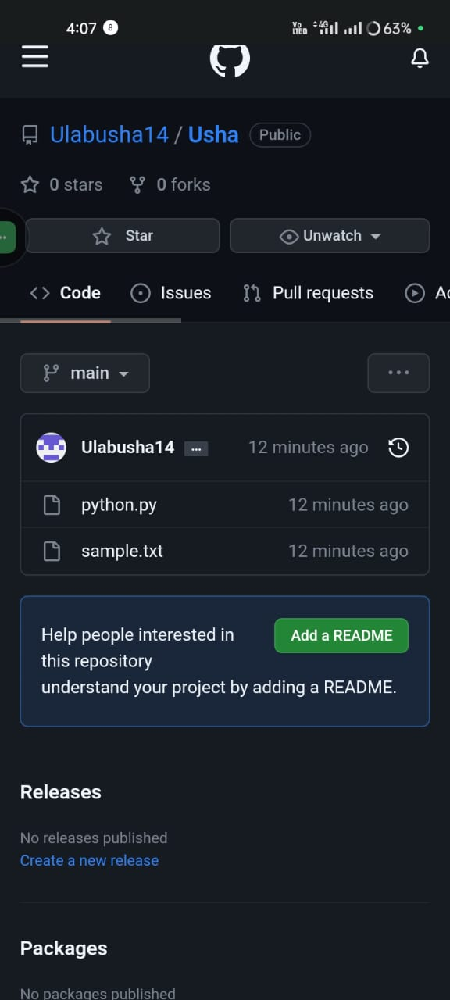 4:07 8 Vo LTED 4G 63%
Ulabusha14 / Usha Public
0 stars 0 forks
Star Unwatch
Code Issues Pull requests Ac
main
Ulabusha14 12 minutes ago
python.py 12 minutes ago
sample.txt 12 minutes ago
Help people interested in
this repository
understand your project by adding a README.
Add a README
Releases
No releases published
Create a new release
Packages
No packages published